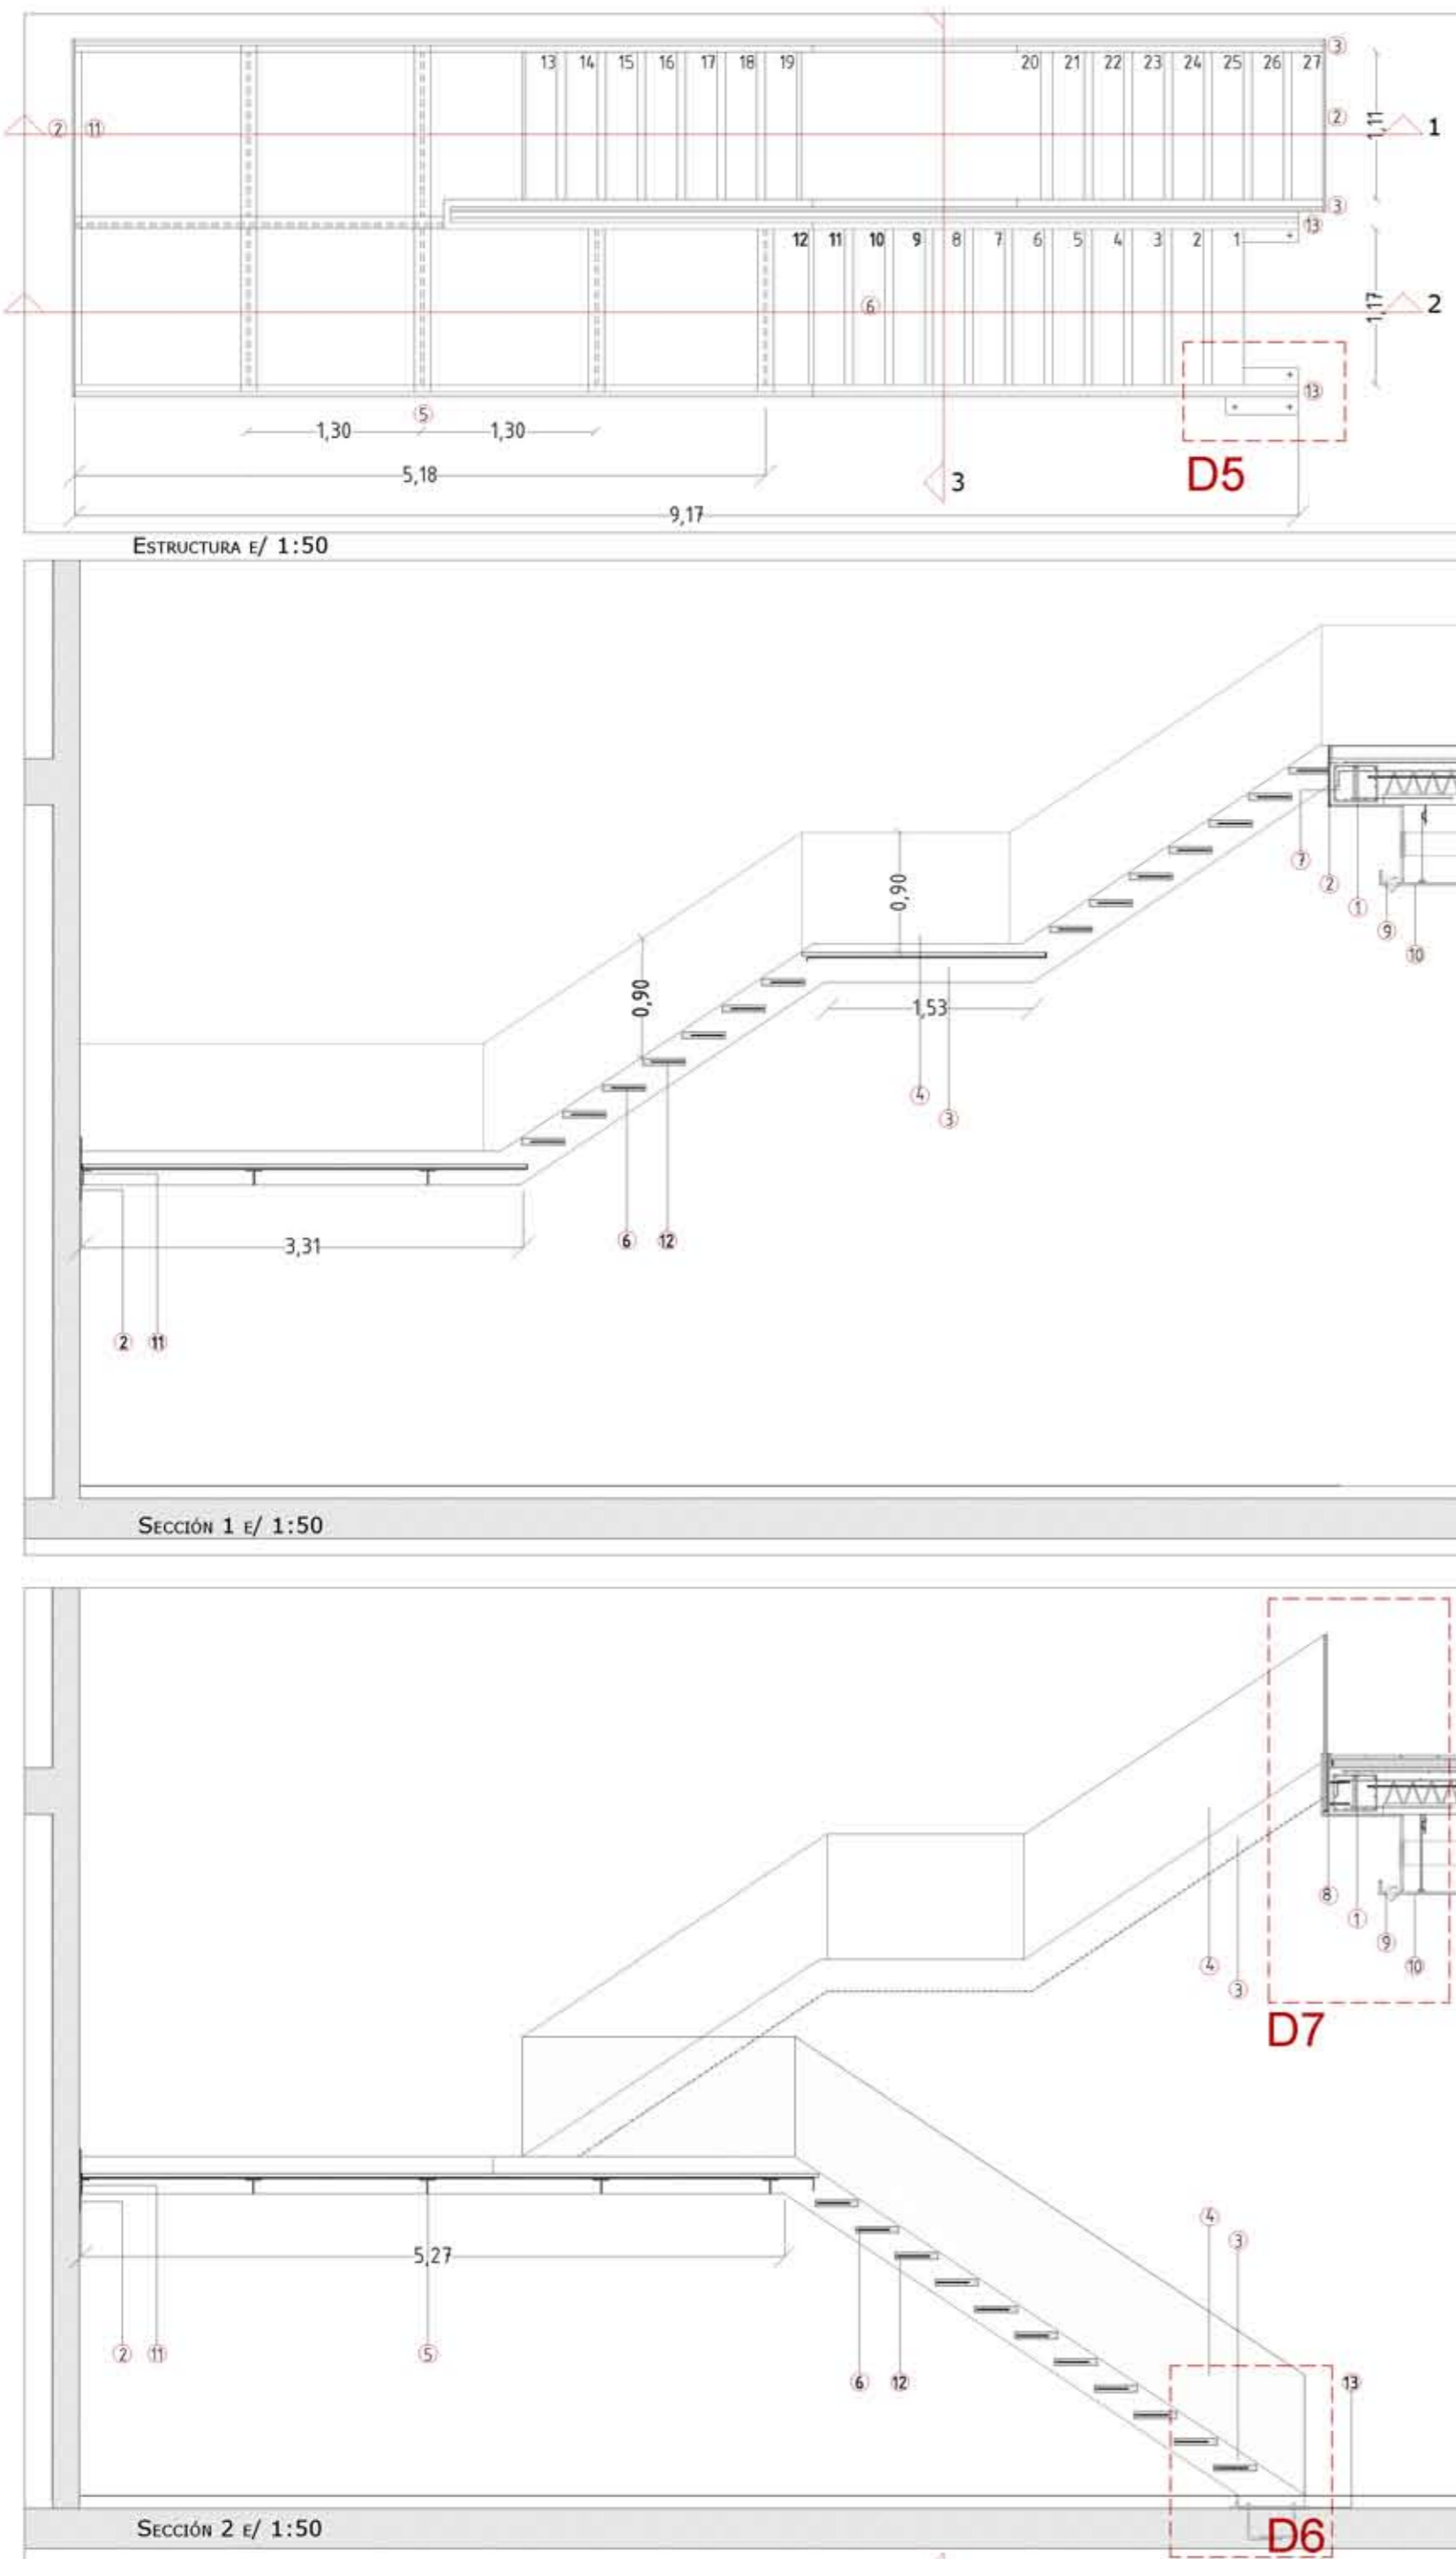 13 14 15 16 17 18 19 20 21 22 23 24 25 26 27 3
2 11 2 1,11 1
3
13
12 11 10 9 8 7 6 5 4 3 2 1
6 1,17 2
13
5
1,30 1,30
5,18 3 D5
9,17
ESTRUCTURA E/ 1:50
0,90
7
2
1
9
10
0,90
1,53
4
3
6 12
3,31
2 11
SECCIÓN 1 E/ 1:50
8
1
9
10
4
3
D7
4
3
5,27
2 11 5 6 12 13
D6
SECCIÓN 2 E/ 1:50